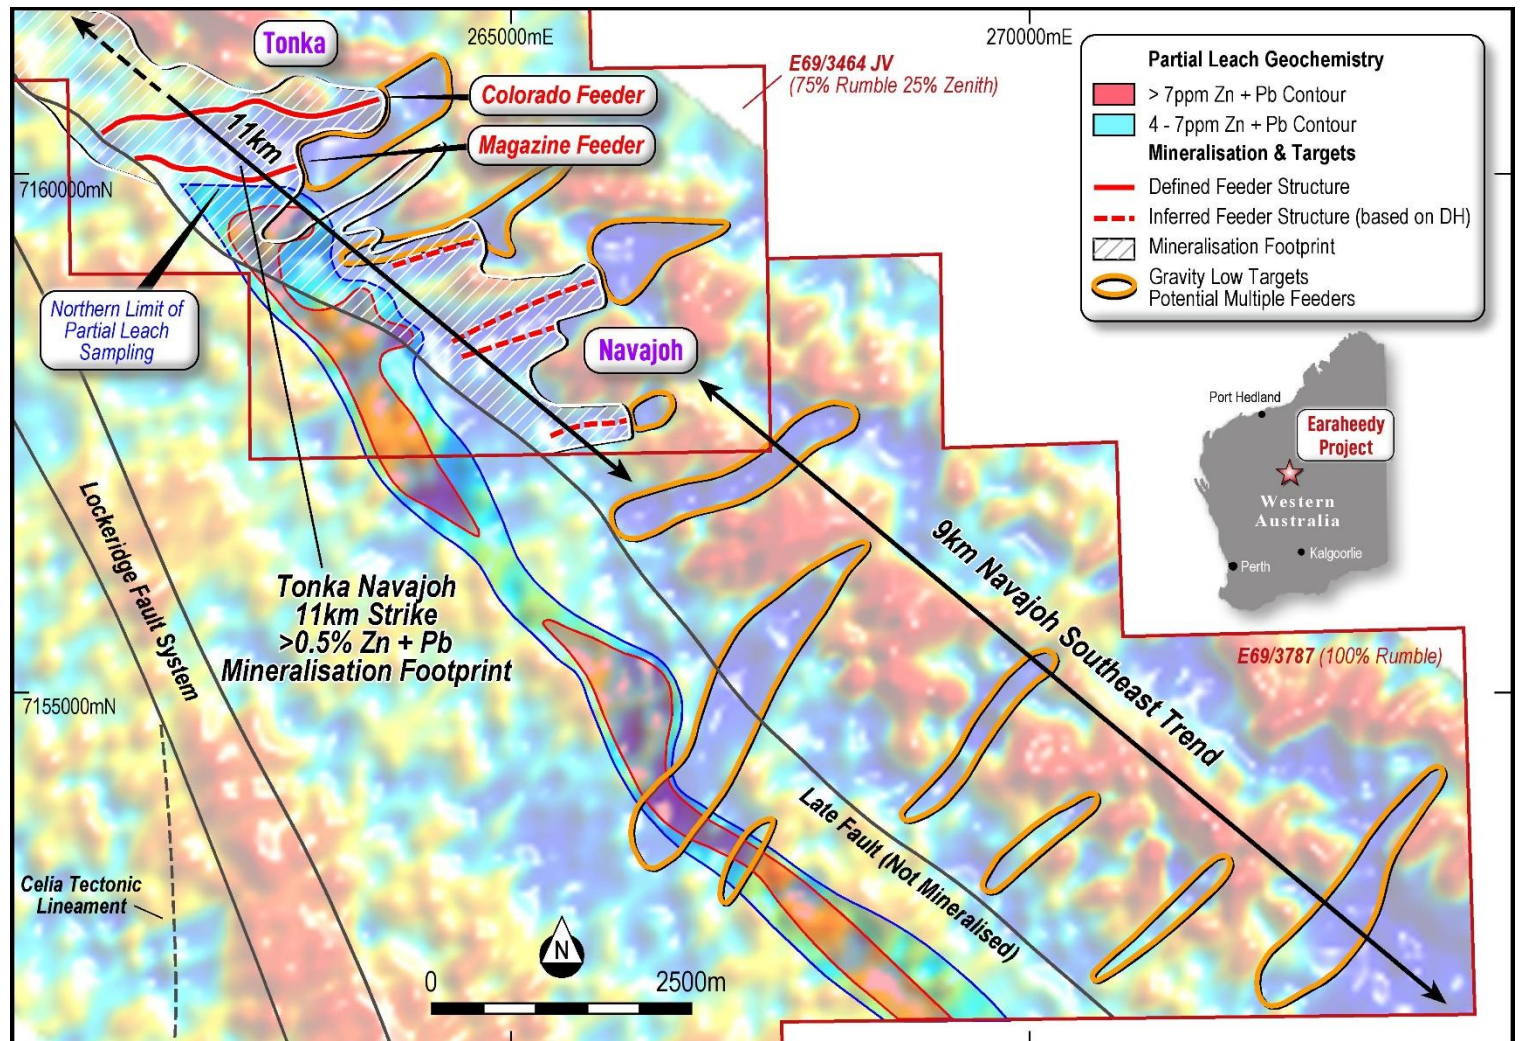 Tonka
265000mE
270000mE
E69/3464 JV
(75% Rumble 25% Zenith)
Colorado Feeder
Magazine Feeder
11km
7160000mN
Northern Limit of
Partial Leach
Sampling
Navajoh
Partial Leach Geochemistry
> 7ppm Zn + Pb Contour
4 - 7ppm Zn + Pb Contour
Mineralisation & Targets
Defined Feeder Structure
Inferred Feeder Structure (based on DH)
Mineralisation Footprint
Gravity Low Targets
Potential Multiple Feeders
Port Hedland
Earaheedy
Project
Western
Australia
Kalgoorlie
Perth
Lockeridge Fault System
Tonka Navajoh
11km Strike
>0.5% Zn + Pb
Mineralisation Footprint
9km Navajoh Southeast Trend
E69/3787 (100% Rumble)
7155000mN
Late Fault (Not Mineralised)
Celia Tectonic
Lineament
N
0
2500m